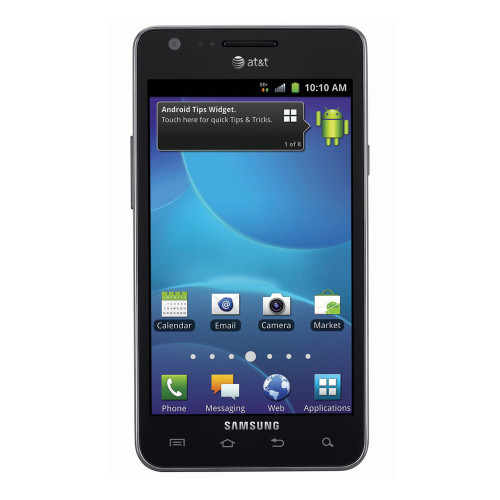 at&t
H+ 10:10 AM
Android Tips Widget.
Touch here for quick Tips & Tricks.
1 of 8
Calendar Email Camera Market
Phone Messaging Web Applications
SAMSUNG